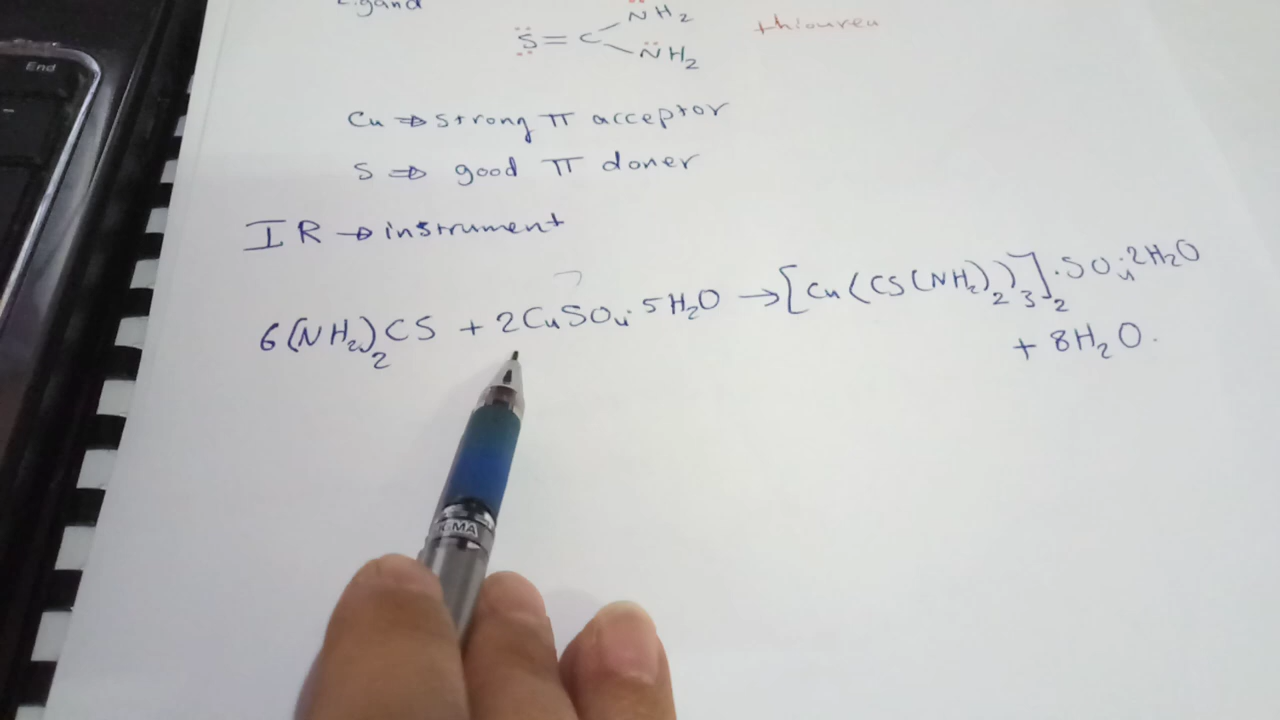 Ligand
NH2
S=C
NH2
thiourea
Cu ⇒ strong π acceptor
S ⇒ good π doner
IR → instrument
6(NH2)2CS + 2CuSO4·5H2O → [Cu(CS(NH2)2)3]2·SO4·2H2O
+ 8H2O.
End